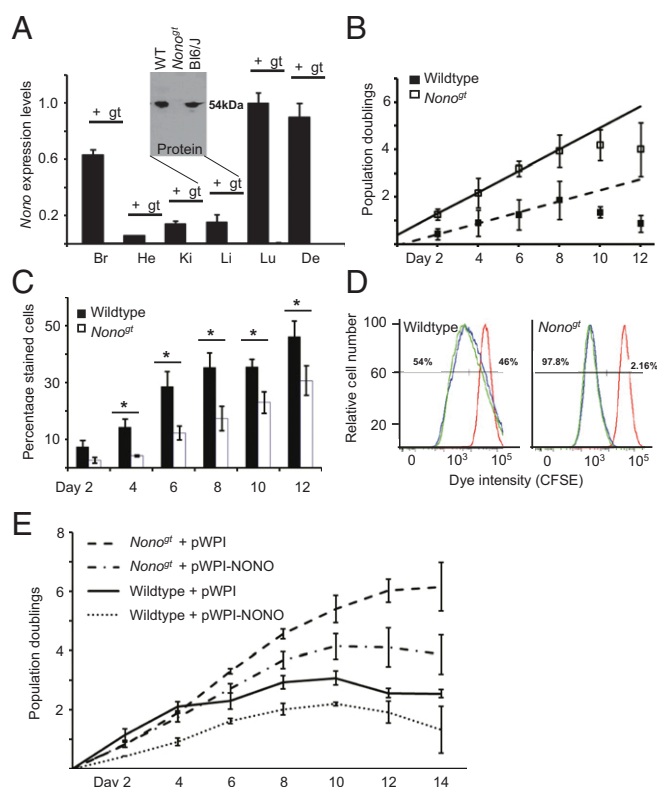 A
WT
Nonogt
Bl6/J
54kDa
Protein
+ gt
+ gt
+ gt
+ gt
+ gt
+ gt
Nono expression levels
1.0
0.6
0.2
Br He Ki Li Lu De
B
Wildtype
Nonogt
Population doublings
6
4
2
Day 2 4 6 8 10 12
C
Wildtype
Nonogt
Percentage stained cells
50
30
10
* * * * *
Day 2 4 6 8 10 12
D
Relative cell number
100
60
20
Wildtype
54%
46%
Nonogt
97.8%
2.16%
0 103 105 0 103 105
Dye intensity (CFSE)
E
Population doublings
8
6
4
2
Nonogt + pWPI
Nonogt + pWPI-NONO
Wildtype + pWPI
Wildtype + pWPI-NONO
Day 2 4 6 8 10 12 14